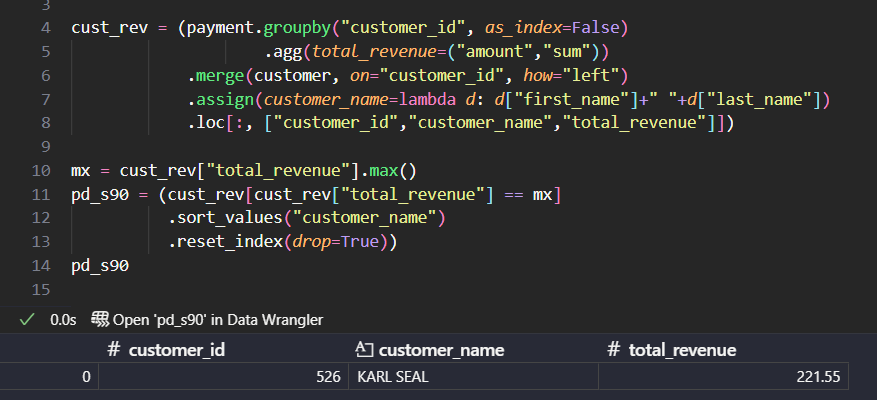 3
4 cust_rev = (payment.groupby("customer_id", as_index=False)
5 .agg(total_revenue=("amount","sum"))
6 .merge(customer, on="customer_id", how="left")
7 .assign(customer_name=lambda d: d["first_name"]+" "+d["last_name"])
8 .loc[:, ["customer_id","customer_name","total_revenue"]])
9
10 mx = cust_rev["total_revenue"].max()
11 pd_s90 = (cust_rev[cust_rev["total_revenue"] == mx]
12 .sort_values("customer_name")
13 .reset_index(drop=True))
14 pd_s90
15
0.0s Open 'pd_s90' in Data Wrangler
# customer_id A customer_name # total_revenue
0 526 KARL SEAL 221.55